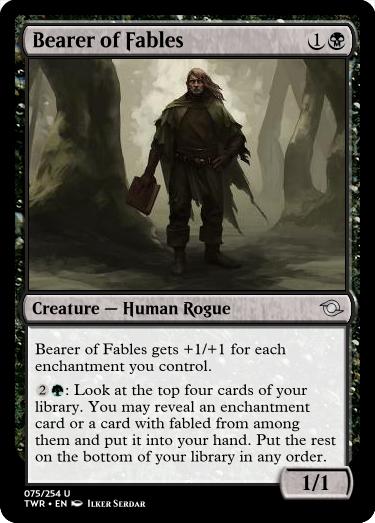 Bearer of Fables 1
Creature — Human Rogue
Bearer of Fables gets +1/+1 for each
enchantment you control.
2 : Look at the top four cards of your
library. You may reveal an enchantment
card or a card with fabled from among
them and put it into your hand. Put the rest
on the bottom of your library in any order.
1/1
075/254 U
TWR • EN Ilker Serdar